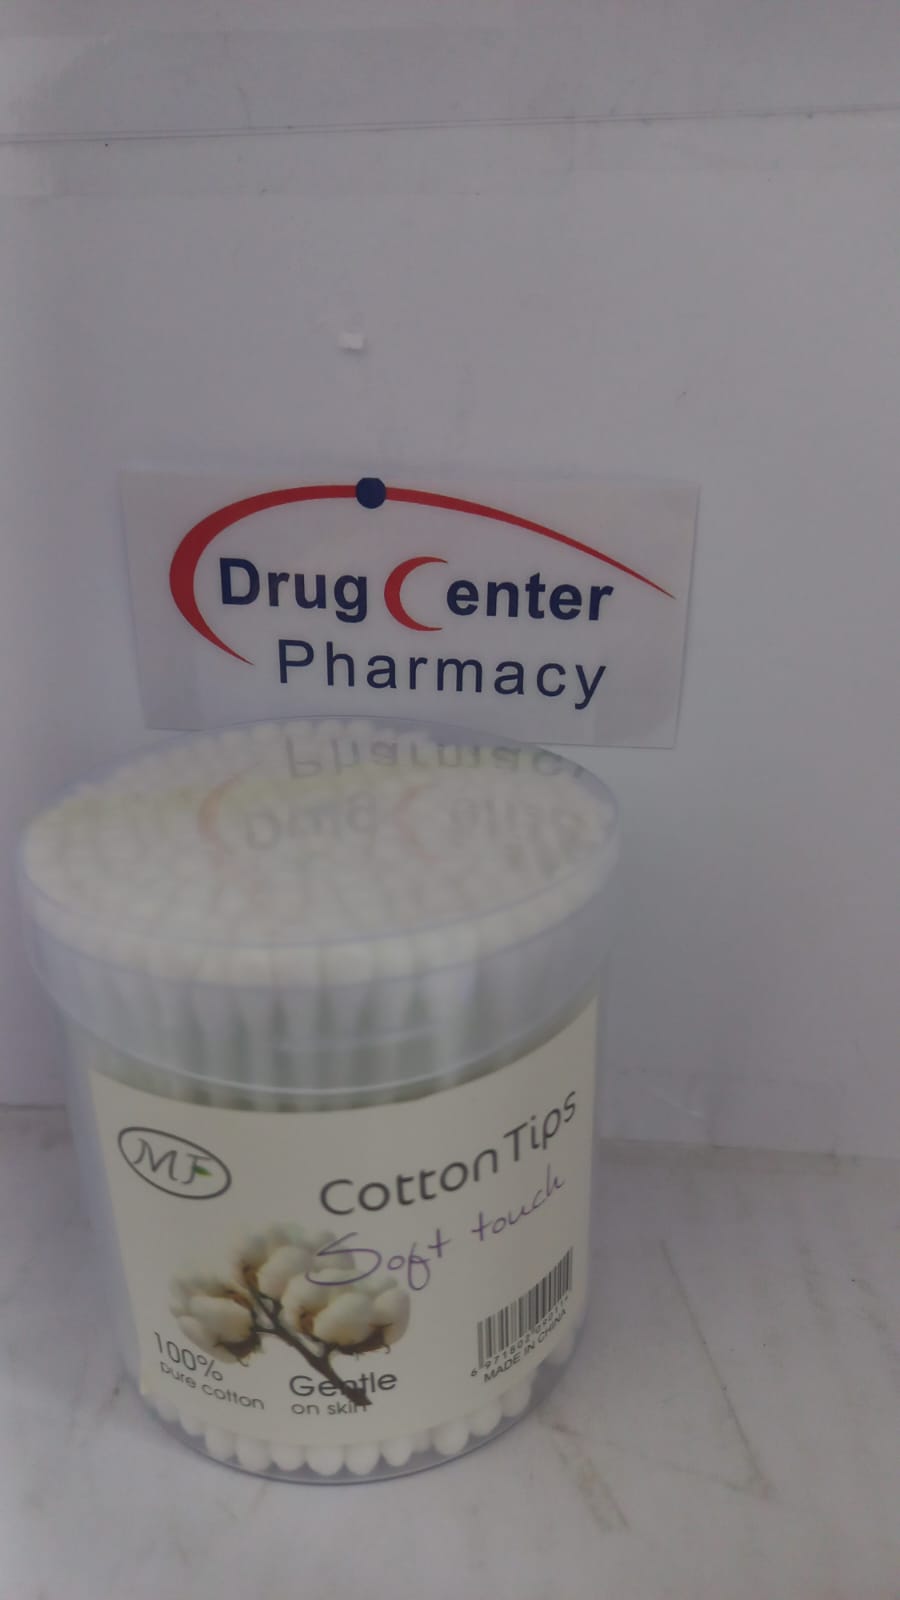 Drug Center
Pharmacy
MF
Cotton Tips
Soft touch
100%
pure cotton
Gentle
on skin
MADE IN CHINA